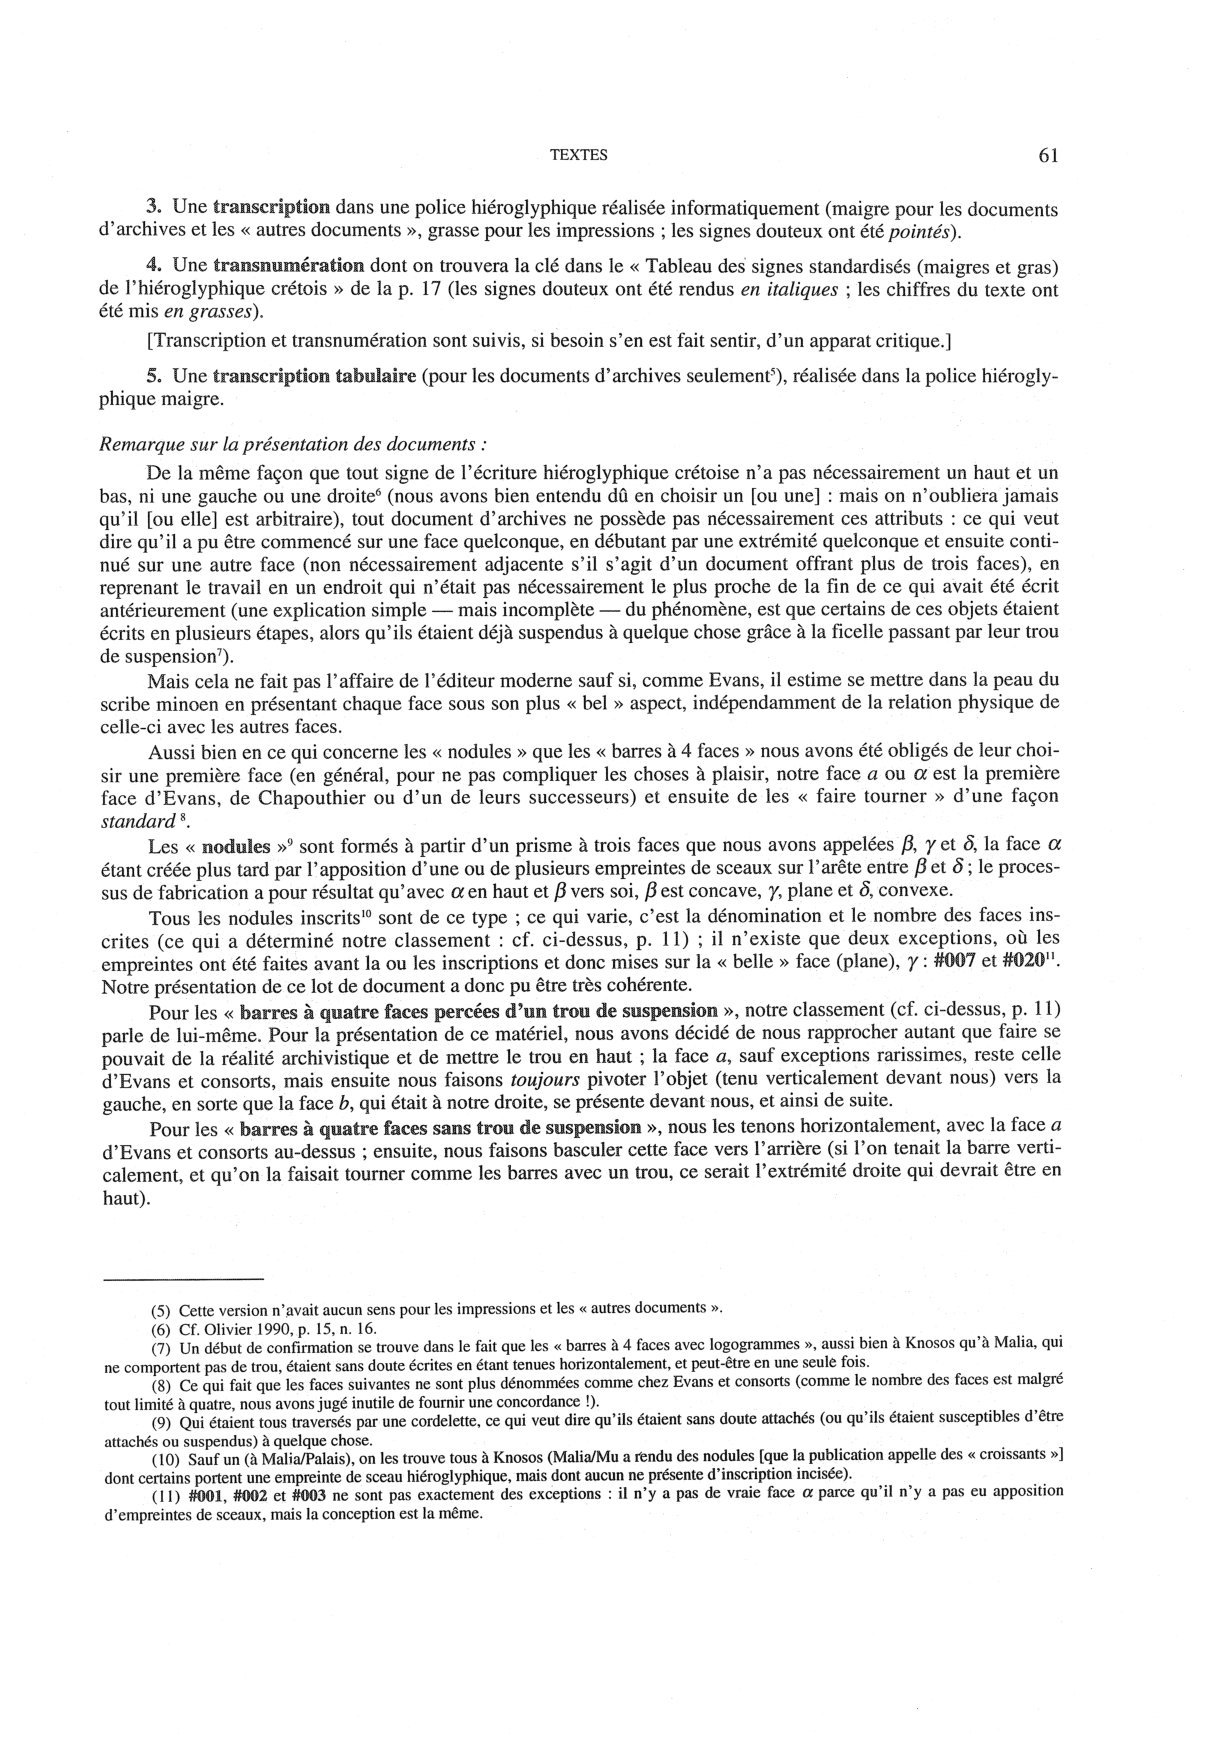 TEXTES
61
3. Une transcription dans une police hiéroglyphique réalisée informatiquement (maigre pour les documents
d'archives et les « autres documents », grasse pour les impressions ; les signes douteux ont été pointés).
4. Une transnumération dont on trouvera la clé dans le « Tableau des signes standardisés (maigres et gras)
de l'hiéroglyphique crétois » de la p. 17 (les signes douteux ont été rendus en italiques ; les chiffres du texte ont
été mis en grasses).
[Transcription et transnumération sont suivis, si besoin s'en est fait sentir, d'un apparat critique.]
5. Une transcription tabulaire (pour les documents d'archives seulement⁵), réalisée dans la police hiérogly-
phique maigre.
Remarque sur la présentation des documents :
De la même façon que tout signe de l'écriture hiéroglyphique crétoise n'a pas nécessairement un haut et un
bas, ni une gauche ou une droite⁶ (nous avons bien entendu dû en choisir un [ou une] : mais on n'oubliera jamais
qu'il [ou elle] est arbitraire), tout document d'archives ne possède pas nécessairement ces attributs : ce qui veut
dire qu'il a pu être commencé sur une face quelconque, en débutant par une extrémité quelconque et ensuite conti-
nué sur une autre face (non nécessairement adjacente s'il s'agit d'un document offrant plus de trois faces), en
reprenant le travail en un endroit qui n'était pas nécessairement le plus proche de la fin de ce qui avait été écrit
antérieurement (une explication simple — mais incomplète — du phénomène, est que certains de ces objets étaient
écrits en plusieurs étapes, alors qu'ils étaient déjà suspendus à quelque chose grâce à la ficelle passant par leur trou
de suspension⁷).
Mais cela ne fait pas l'affaire de l'éditeur moderne sauf si, comme Evans, il estime se mettre dans la peau du
scribe minoen en présentant chaque face sous son plus « bel » aspect, indépendamment de la relation physique de
celle-ci avec les autres faces.
Aussi bien en ce qui concerne les « nodules » que les « barres à 4 faces » nous avons été obligés de leur choi-
sir une première face (en général, pour ne pas compliquer les choses à plaisir, notre face a ou α est la première
face d'Evans, de Chapouthier ou d'un de leurs successeurs) et ensuite de les « faire tourner » d'une façon
standard ⁸.
Les « nodules »⁹ sont formés à partir d'un prisme à trois faces que nous avons appelées β, γ et δ, la face α
étant créée plus tard par l'apposition d'une ou de plusieurs empreintes de sceaux sur l'arête entre β et δ ; le proces-
sus de fabrication a pour résultat qu'avec α en haut et β vers soi, β est concave, γ, plane et δ, convexe.
Tous les nodules inscrits¹⁰ sont de ce type ; ce qui varie, c'est la dénomination et le nombre des faces ins-
crites (ce qui a déterminé notre classement : cf. ci-dessus, p. 11) ; il n'existe que deux exceptions, où les
empreintes ont été faites avant la ou les inscriptions et donc mises sur la « belle » face (plane), γ : #007 et #020¹¹.
Notre présentation de ce lot de document a donc pu être très cohérente.
Pour les « barres à quatre faces percées d'un trou de suspension », notre classement (cf. ci-dessus, p. 11)
parle de lui-même. Pour la présentation de ce matériel, nous avons décidé de nous rapprocher autant que faire se
pouvait de la réalité archivistique et de mettre le trou en haut ; la face a, sauf exceptions rarissimes, reste celle
d'Evans et consorts, mais ensuite nous faisons toujours pivoter l'objet (tenu verticalement devant nous) vers la
gauche, en sorte que la face b, qui était à notre droite, se présente devant nous, et ainsi de suite.
Pour les « barres à quatre faces sans trou de suspension », nous les tenons horizontalement, avec la face a
d'Evans et consorts au-dessus ; ensuite, nous faisons basculer cette face vers l'arrière (si l'on tenait la barre verti-
calement, et qu'on la faisait tourner comme les barres avec un trou, ce serait l'extrémité droite qui devrait être en
haut).
(5) Cette version n'avait aucun sens pour les impressions et les « autres documents ».
(6) Cf. Olivier 1990, p. 15, n. 16.
(7) Un début de confirmation se trouve dans le fait que les « barres à 4 faces avec logogrammes », aussi bien à Knosos qu'à Malia, qui
ne comportent pas de trou, étaient sans doute écrites en étant tenues horizontalement, et peut-être en une seule fois.
(8) Ce qui fait que les faces suivantes ne sont plus dénommées comme chez Evans et consorts (comme le nombre des faces est malgré
tout limité à quatre, nous avons jugé inutile de fournir une concordance !).
(9) Qui étaient tous traversés par une cordelette, ce qui veut dire qu'ils étaient sans doute attachés (ou qu'ils étaient susceptibles d'être
attachés ou suspendus) à quelque chose.
(10) Sauf un (à Malia/Palais), on les trouve tous à Knosos (Malia/Mu a rendu des nodules [que la publication appelle des « croissants »]
dont certains portent une empreinte de sceau hiéroglyphique, mais dont aucun ne présente d'inscription incisée).
(11) #001, #002 et #003 ne sont pas exactement des exceptions : il n'y a pas de vraie face α parce qu'il n'y a pas eu apposition
d'empreintes de sceaux, mais la conception est la même.